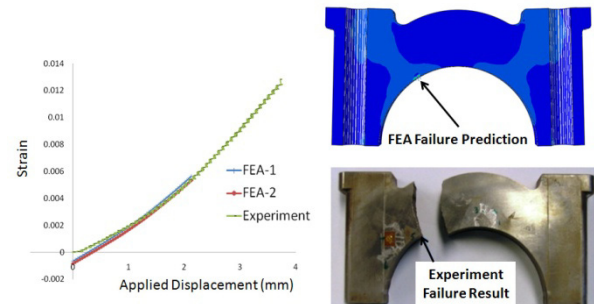 0.014
0.012
0.01
0.008
0.006
0.004
0.002
0
-0.002
Strain
0
1
2
3
4
Applied Displacement (mm)
FEA-1
FEA-2
Experiment
FEA Failure Prediction
Experiment
Failure Result